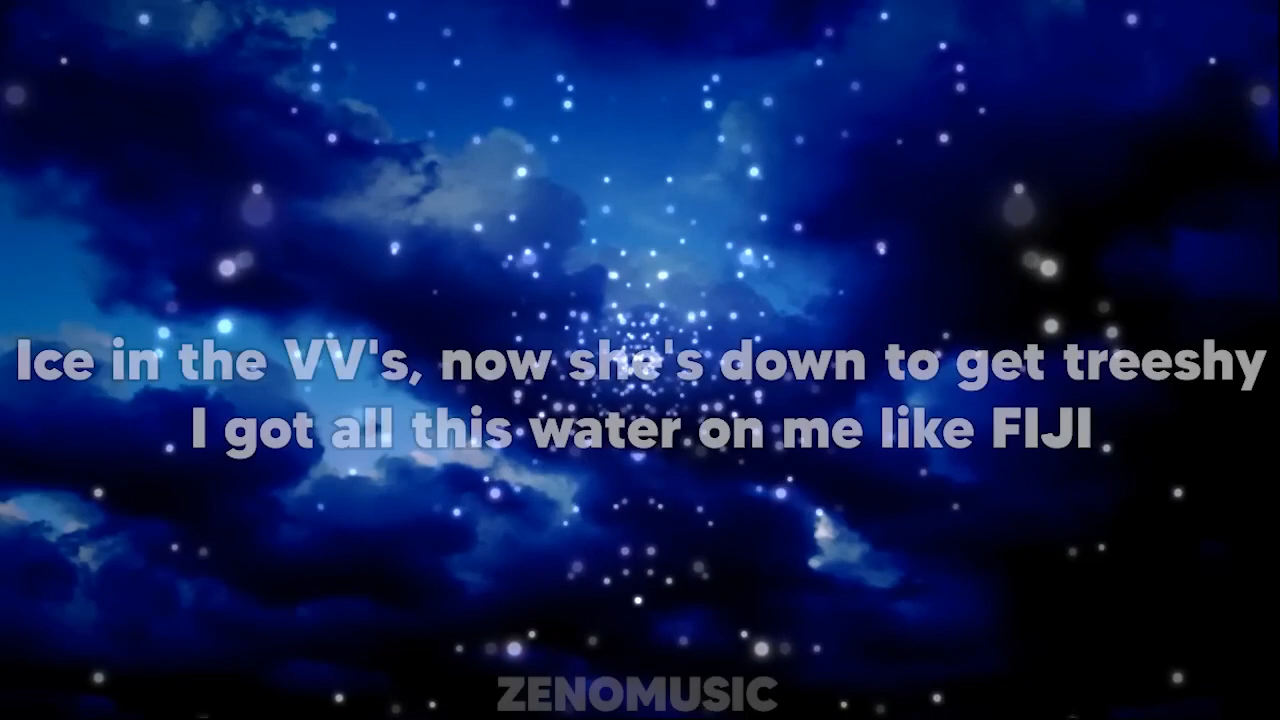 Ice in the VV's, now she's down to get treeshy
I got all this water on me like FIJI
ZENOMUSIC